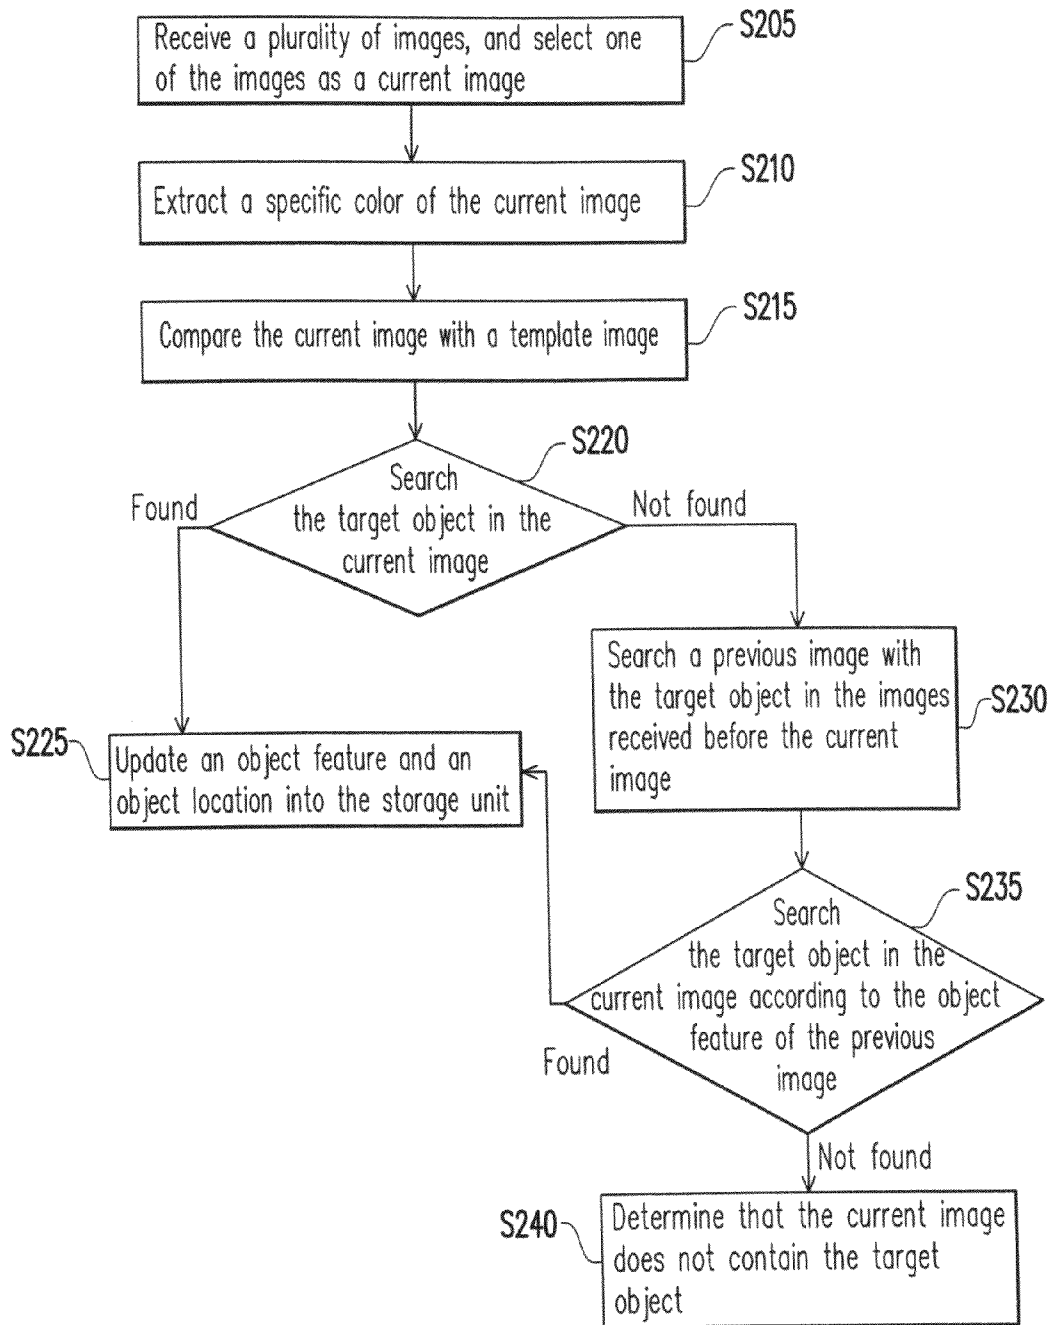 Receive a plurality of images, and select one
of the images as a current image
S205
Extract a specific color of the current image
S210
Compare the current image with a template image
S215
S220
Search
the target object in the
current image
Found
Not found
S225
Update an object feature and an
object location into the storage unit
Search a previous image with
the target object in the images
received before the current
image
S230
S235
Search
the target object in the
current image according to the object
feature of the previous
image
Found
Not found
S240
Determine that the current image
does not contain the target
object